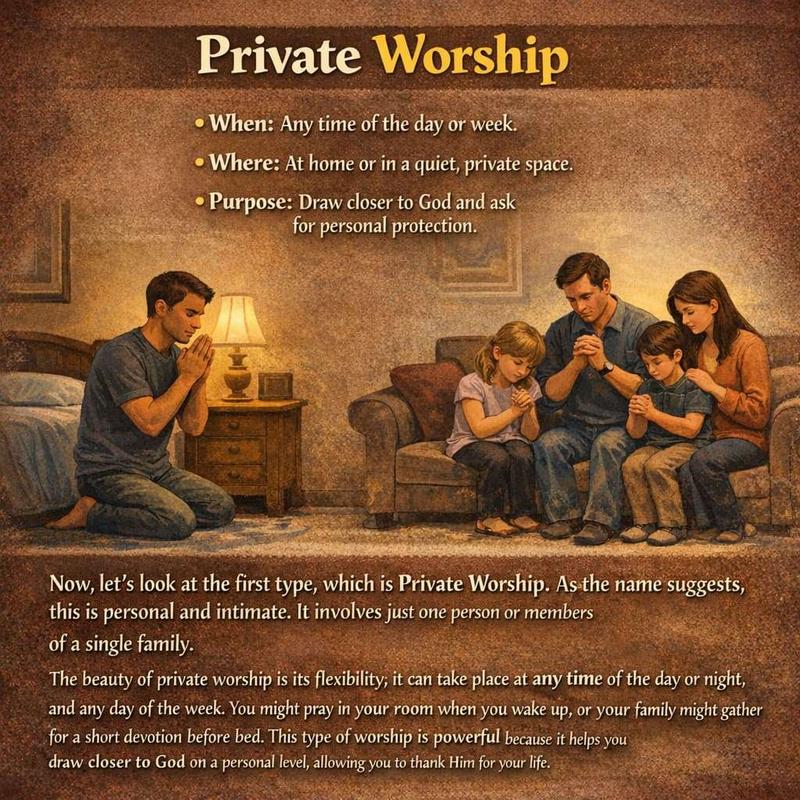 Private Worship
• When: Any time of the day or week.
• Where: At home or in a quiet, private space.
• Purpose: Draw closer to God and ask
for personal protection.
Now, let's look at the first type, which is Private Worship. As the name suggests,
this is personal and intimate. It involves just one person or members
of a single family.
The beauty of private worship is its flexibility; it can take place at any time of the day or night,
and any day of the week. You might pray in your room when you wake up, or your family might gather
for a short devotion before bed. This type of worship is powerful because it helps you
draw closer to God on a personal level, allowing you to thank Him for your life.